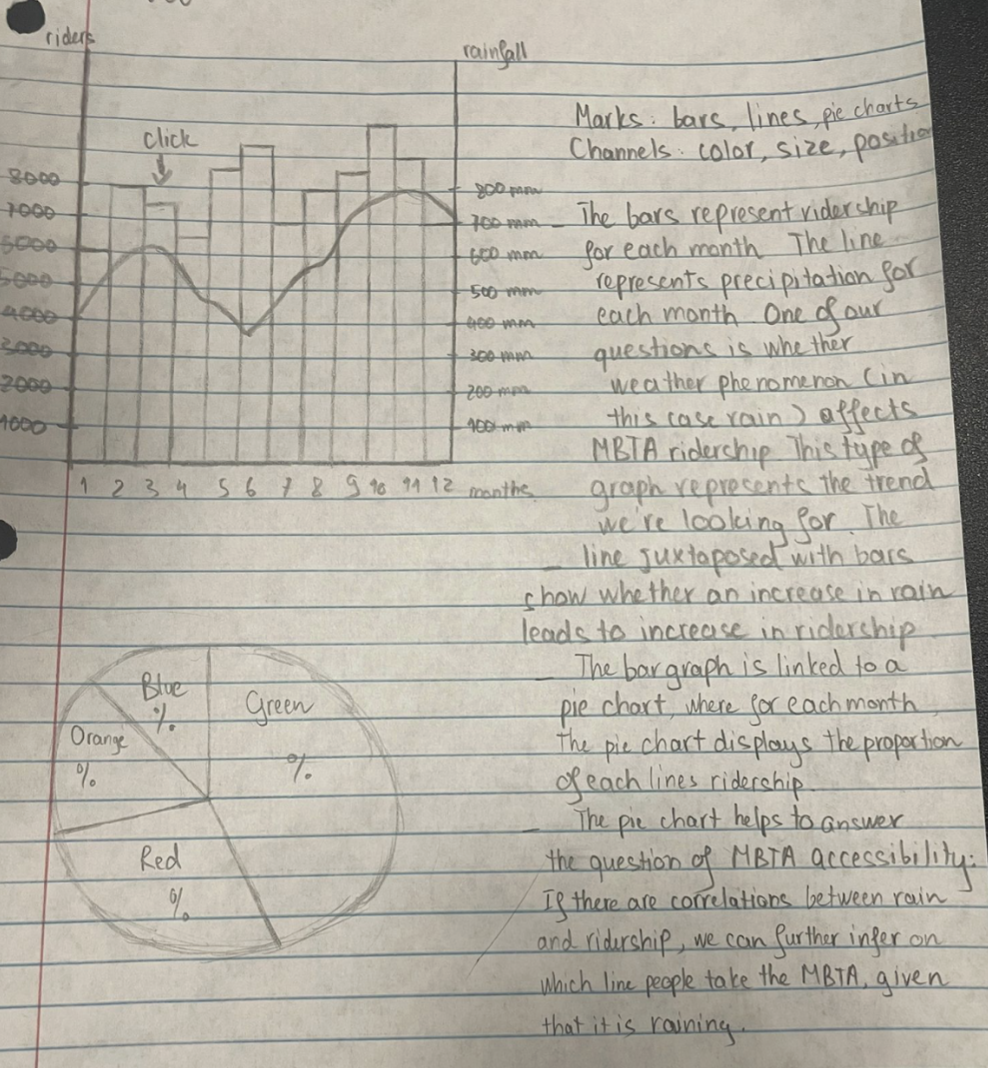 riders
rainfall
Click
8000
7000
6000
5000
4000
3000
2000
1000
800 mm
700 mm
600 mm
500 mm
400 mm
300 mm
200 mm
100 mm
1 2 3 4 5 6 7 8 9 10 11 12 months
Marks: bars, lines, pie charts
Channels: color, size, position
- The bars represent ridership
for each month The line
represents precipitation for
each month One of our
questions is whether
weather phenomenon (in
this case rain) affects
MBTA ridership This type of
graph represents the trend
we're looking for. The
line juxtaposed with bars
show whether an increase in rain
leads to increase in ridership
- The bar graph is linked to a
pie chart, where for each month
the pie chart displays the proportion
of each lines ridership.
- The pie chart helps to answer
the question of MBTA accessibility:
If there are correlations between rain
and ridership, we can further infer on
which line people take the MBTA, given
that it is raining.
Blue
%
Green
%
Orange
%
Red
%